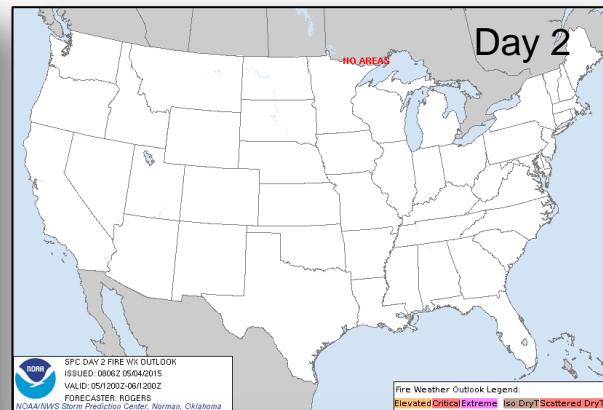 Day 2
NO AREAS
SPC DAY 2 FIRE WX OUTLOOK
ISSUED: 0806Z 05/04/2015
VALID: 05/1200Z-06/1200Z
FORECASTER: ROGERS
NOAA/NWS Storm Prediction Center, Norman, Oklahoma
NOAA
Fire Weather Outlook Legend:
Elevated Critical Extreme Iso DryT Scattered DryT